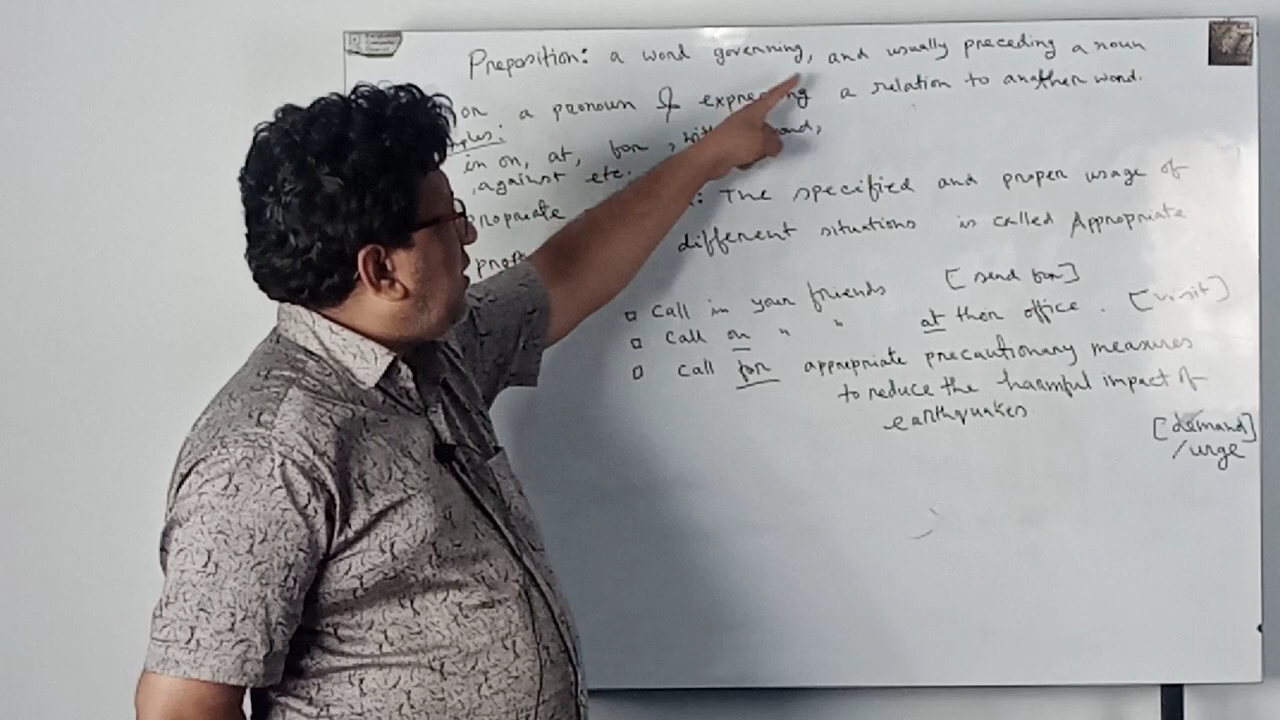 Preposition: a word governing, and usually preceding a noun
or a pronoun & expressing a relation to another word.
in on, at, for, with
against etc.
The specified and proper usage of
different situations is called Appropriate
Call in your friends [send for]
Call on " " at their office. [visit]
Call for appropriate precautionary measures
to reduce the harmful impact of
earthquakes
[demand]
/urge